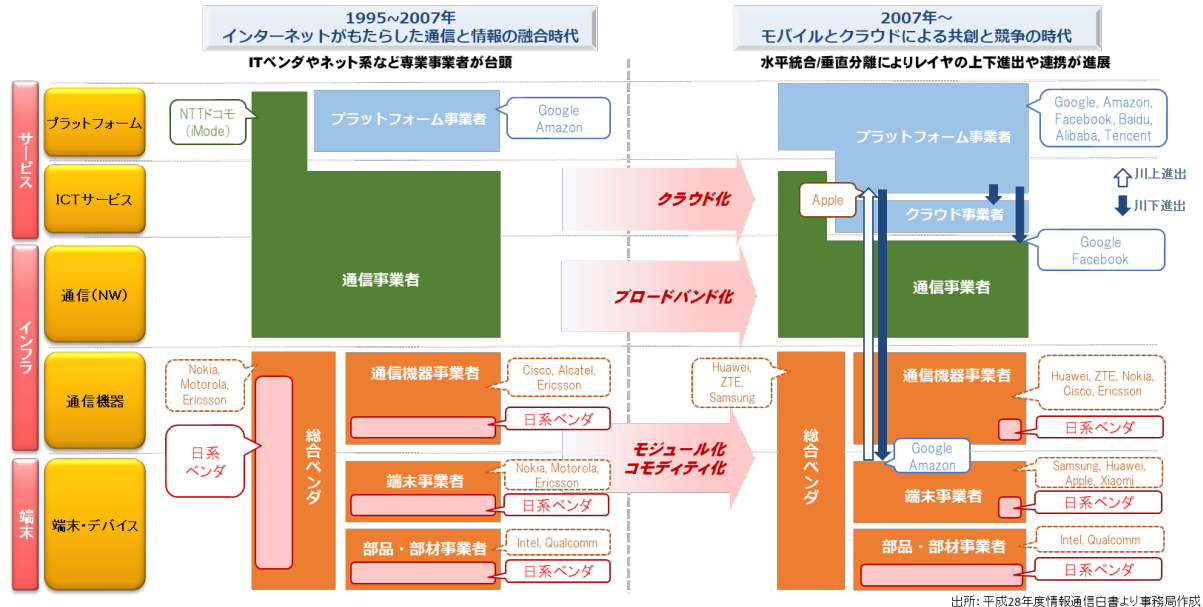 1995~2007年
インターネットがもたらした通信と情報の融合時代
ITベンダやネット系など専業事業者が台頭
2007年～
モバイルとクラウドによる共創と競争の時代
水平統合/垂直分離によりレイヤの上下進出や連携が進展
サービス
インフラ
端末
プラットフォーム
ICTサービス
通信(NW)
通信機器
端末・デバイス
NTTドコモ
(iMode)
プラットフォーム事業者
Google
Amazon
通信事業者
Nokia,
Motorola,
Ericsson
日系
ベンダ
総合ベンダ
通信機器事業者
Cisco, Alcatel,
Ericsson
日系ベンダ
端末事業者
Nokia, Motorola,
Ericsson
日系ベンダ
部品・部材事業者
Intel, Qualcomm
日系ベンダ
クラウド化
ブロードバンド化
モジュール化
コモディティ化
プラットフォーム事業者
Google, Amazon,
Facebook, Baidu,
Alibaba, Tencent
川上進出
川下進出
Apple
クラウド事業者
Google
Facebook
通信事業者
Huawei,
ZTE,
Samsung
総合ベンダ
通信機器事業者
Huawei, ZTE, Nokia,
Cisco, Ericsson
日系ベンダ
Google
Amazon
端末事業者
Samsung, Huawei,
Apple, Xiaomi
日系ベンダ
部品・部材事業者
Intel, Qualcomm
日系ベンダ
出所: 平成28年度情報通信白書より事務局作成